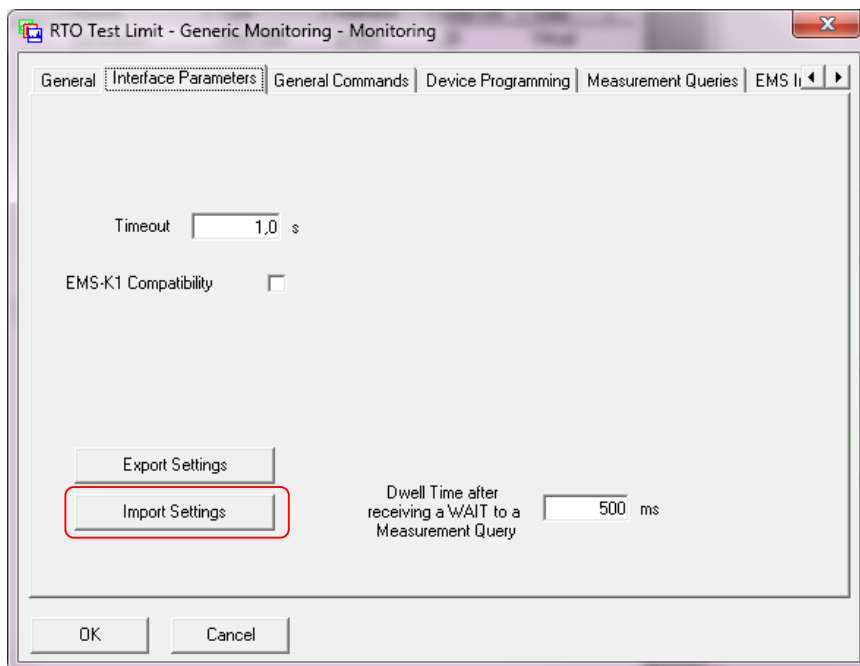 RTO Test Limit - Generic Monitoring - Monitoring
General Interface Parameters General Commands Device Programming Measurement Queries EMS
Timeout 1,0 s
EMS-K1 Compatibility
Export Settings
Import Settings
Dwell Time after
receiving a WAIT to a
Measurement Query
500 ms
OK Cancel